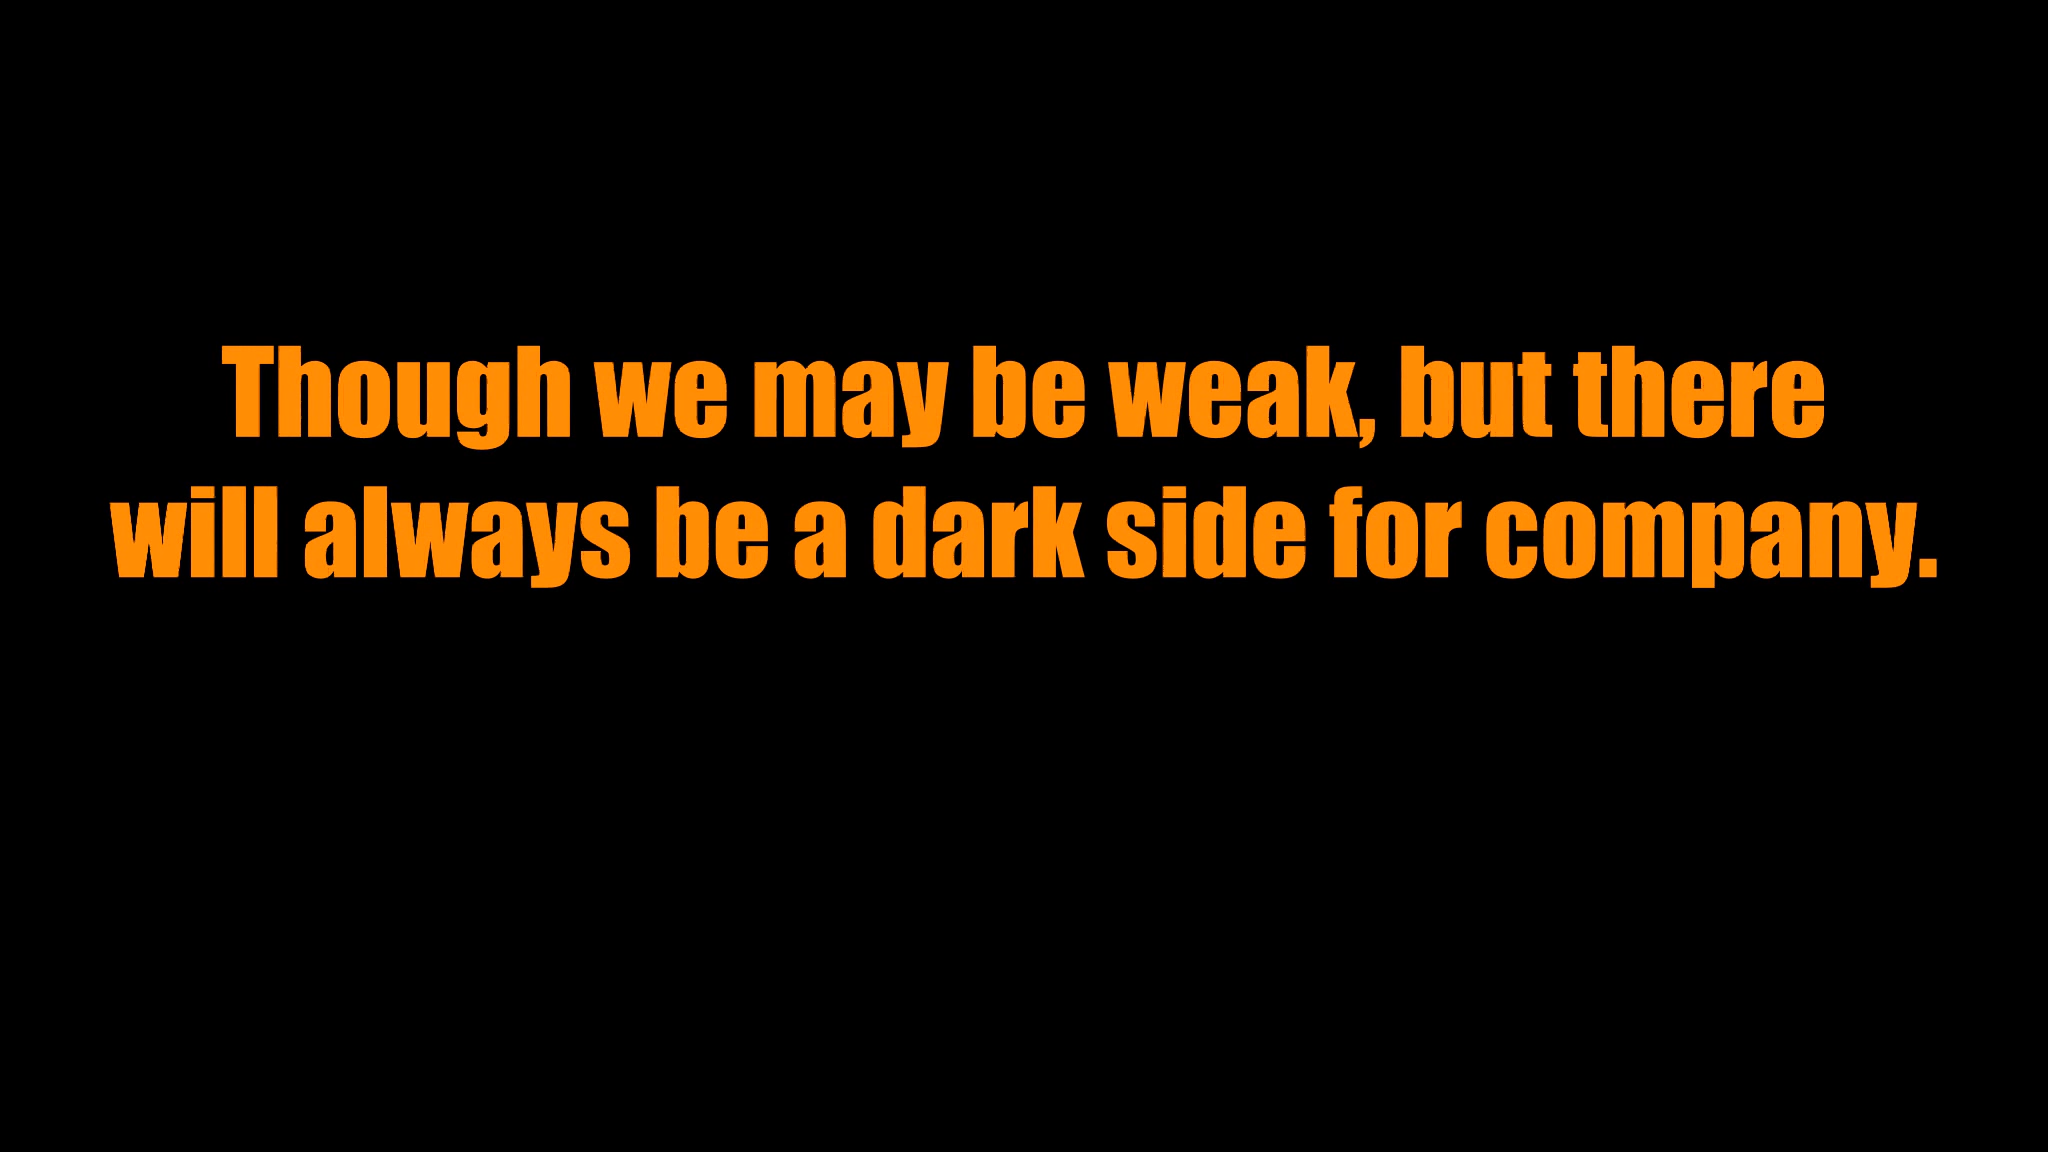 Though we may be weak, but there
will always be a dark side for company.